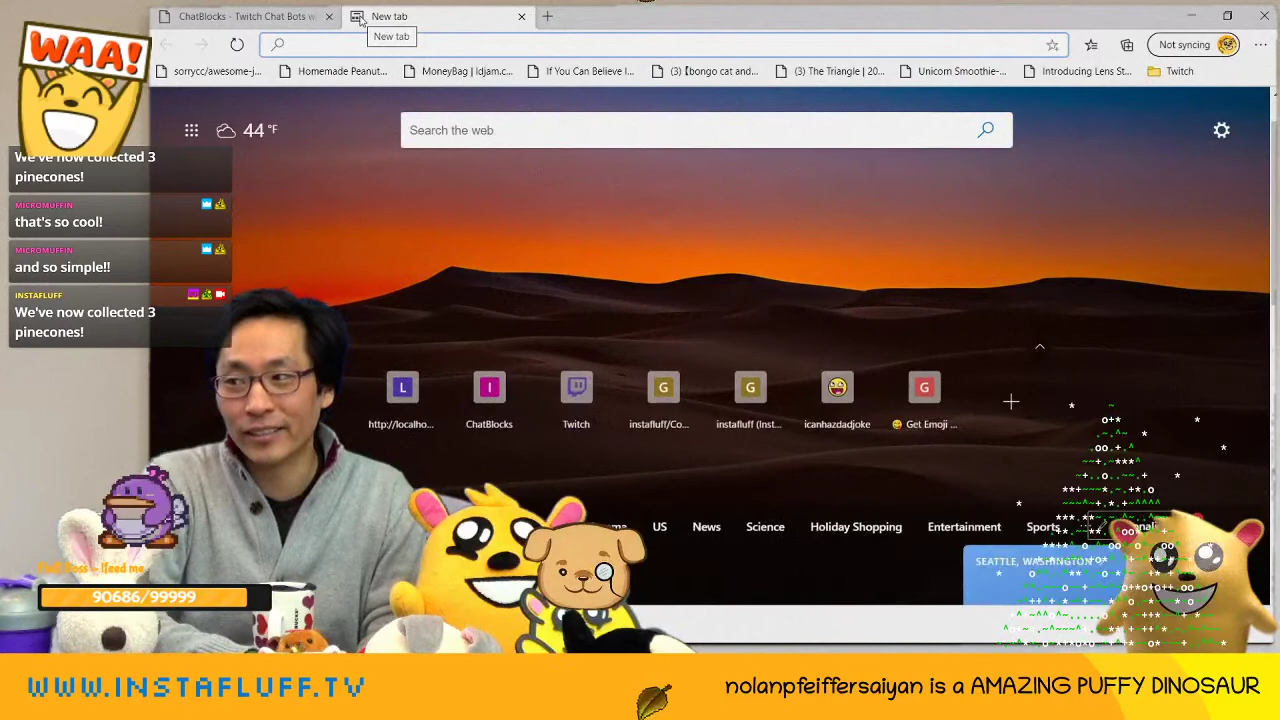 WAA!
ChatBlocks - Twitch Chat Bots w
New tab
New tab
Not syncing
sorrycc/awesome-j...
Homemade Peanut...
MoneyBag | ldjam.c...
If You Can Believe I...
(3)【bongo cat and...
(3) The Triangle | 20...
Unicorn Smoothie-...
Introducing Lens St...
Twitch
44 °F
Search the web
We've now collected 3
pinecones!
MICROMUFFIN
that's so cool!
MICROMUFFIN
and so simple!!
INSTAFLUFF
We've now collected 3
pinecones!
L
I
G
G
G
http://localho...
ChatBlocks
Twitch
instafluff/Co...
instafluff (Inst...
icanhazdadjoke
Get Emoji ...
US
News
Science
Holiday Shopping
Entertainment
Sports
SEATTLE, WASHINGTON
!feed me
90686/99999
WWW.INSTAFLUFF.TV
nolanpfeiffersaiyan is a AMAZING PUFFY DINOSAUR